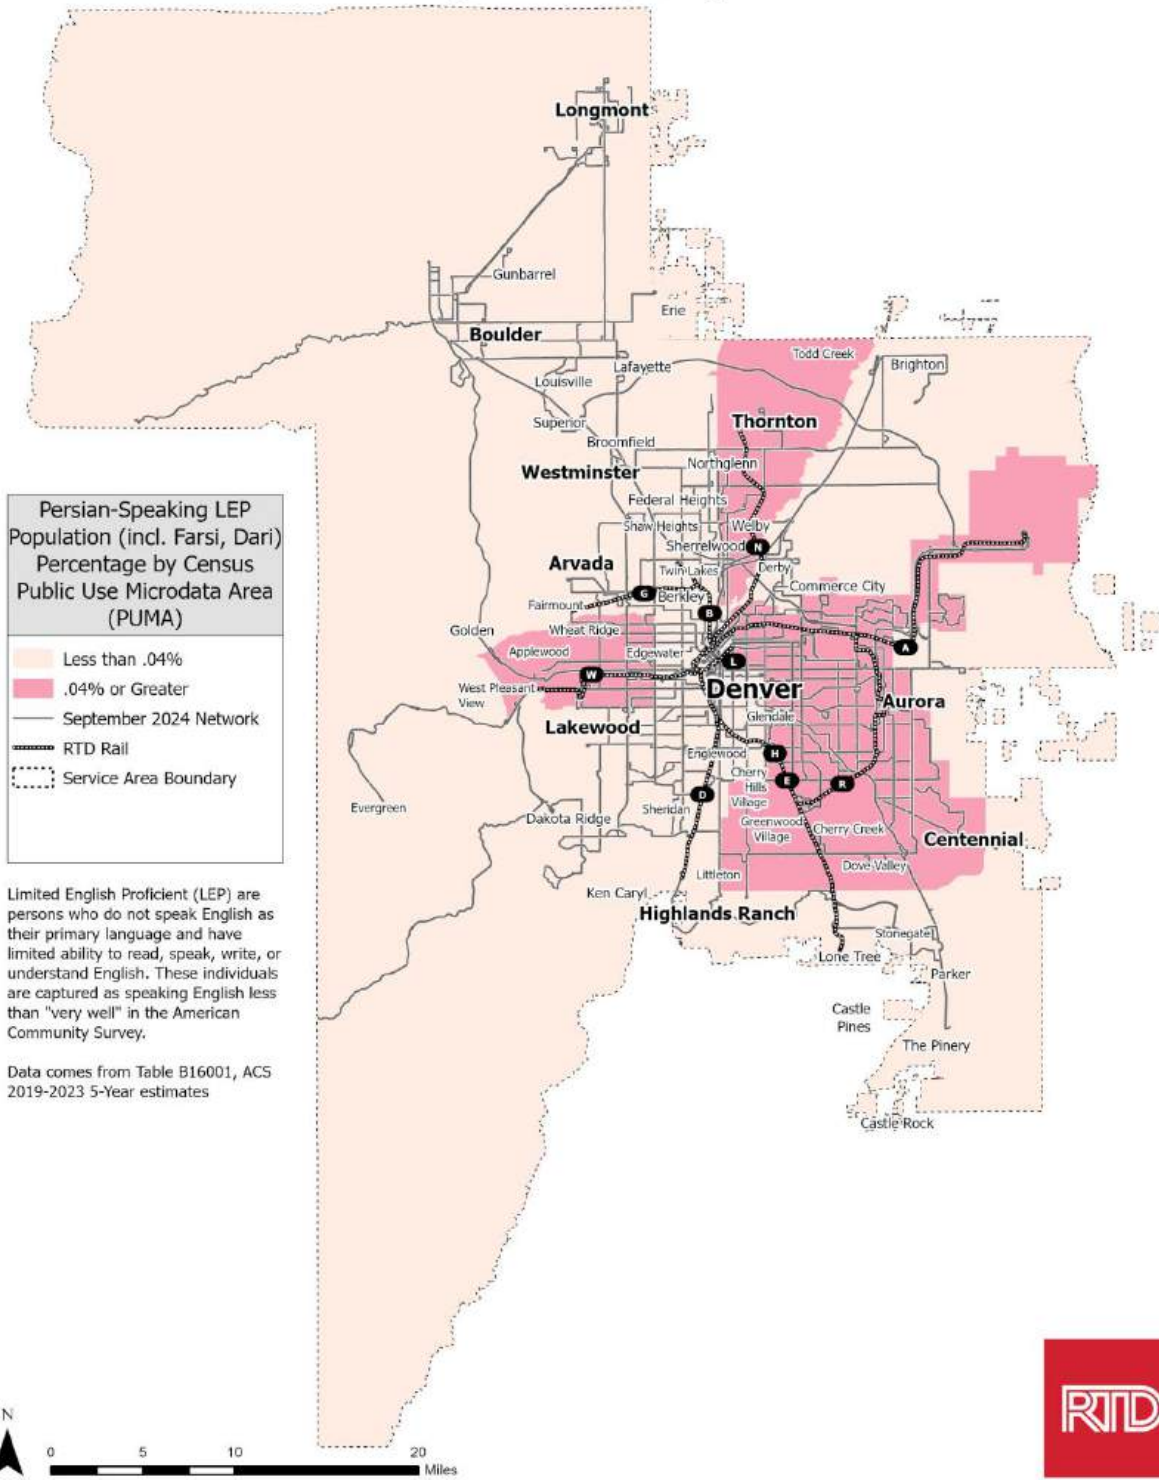 Longmont
Gunbarrel
Erie
Boulder
Todd Creek
Brighton
Lafayette
Louisville
Superior
Thornton
Broomfield
Northglenn
Westminster
Federal Heights
Shaw Heights
Welby
Sherrelwood
N
Arvada
Twin Lakes
Derby
Commerce City
G
Berkley
Fairmount
B
Golden
Wheat Ridge
Applewood
Edgewater
A
L
W
West Pleasant
View
Denver
Aurora
Lakewood
Glendale
Englewood
H
Cherry
Hills
Village
E
R
D
Evergreen
Sheridan
Dakota Ridge
Greenwood
Village
Cherry Creek
Centennial
Dove Valley
Littleton
Ken Caryl
Highlands Ranch
Stonegate
Lone Tree
Parker
Castle
Pines
The Pinery
Castle Rock
Persian-Speaking LEP
Population (incl. Farsi, Dari)
Percentage by Census
Public Use Microdata Area
(PUMA)
Less than .04%
.04% or Greater
September 2024 Network
RTD Rail
Service Area Boundary
Limited English Proficient (LEP) are
persons who do not speak English as
their primary language and have
limited ability to read, speak, write, or
understand English. These individuals
are captured as speaking English less
than "very well" in the American
Community Survey.
Data comes from Table B16001, ACS
2019-2023 5-Year estimates
N
0 5 10 20
Miles
RTD